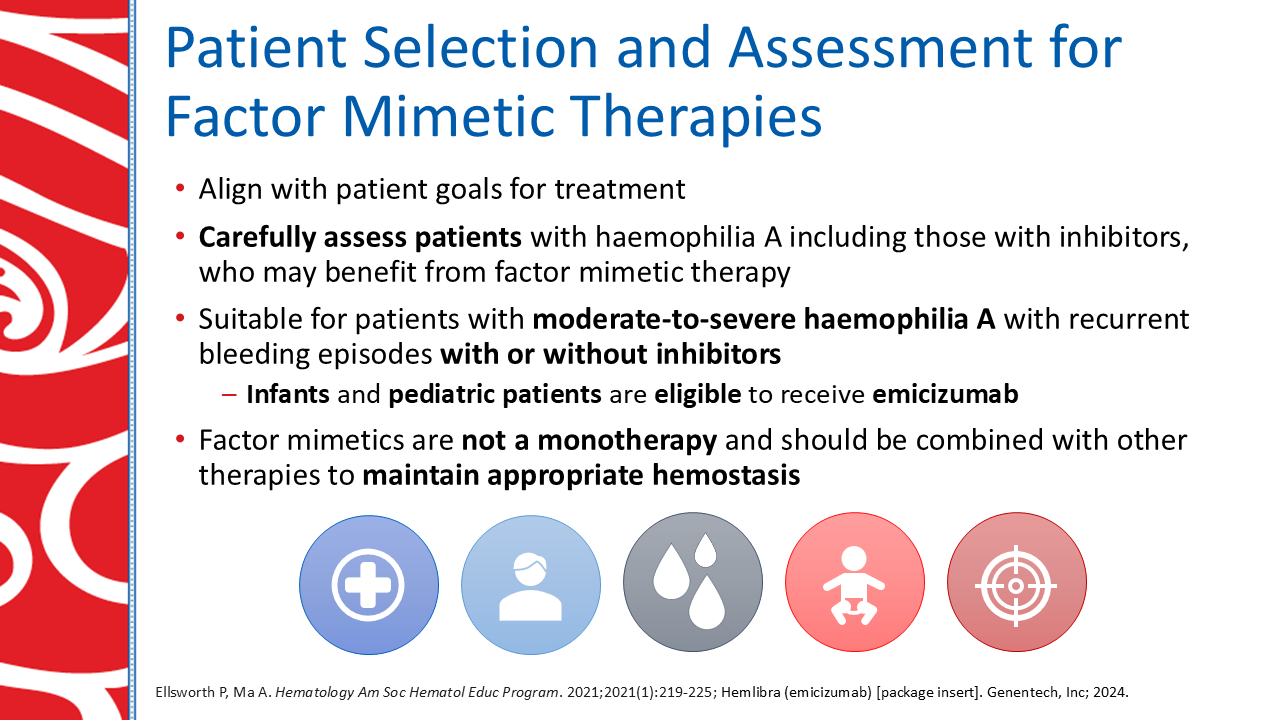 Patient Selection and Assessment for
Factor Mimetic Therapies
• Align with patient goals for treatment
• Carefully assess patients with haemophilia A including those with inhibitors,
who may benefit from factor mimetic therapy
• Suitable for patients with moderate-to-severe haemophilia A with recurrent
bleeding episodes with or without inhibitors
– Infants and pediatric patients are eligible to receive emicizumab
• Factor mimetics are not a monotherapy and should be combined with other
therapies to maintain appropriate hemostasis
Ellsworth P, Ma A. Hematology Am Soc Hematol Educ Program. 2021;2021(1):219-225; Hemlibra (emicizumab) [package insert]. Genentech, Inc; 2024.